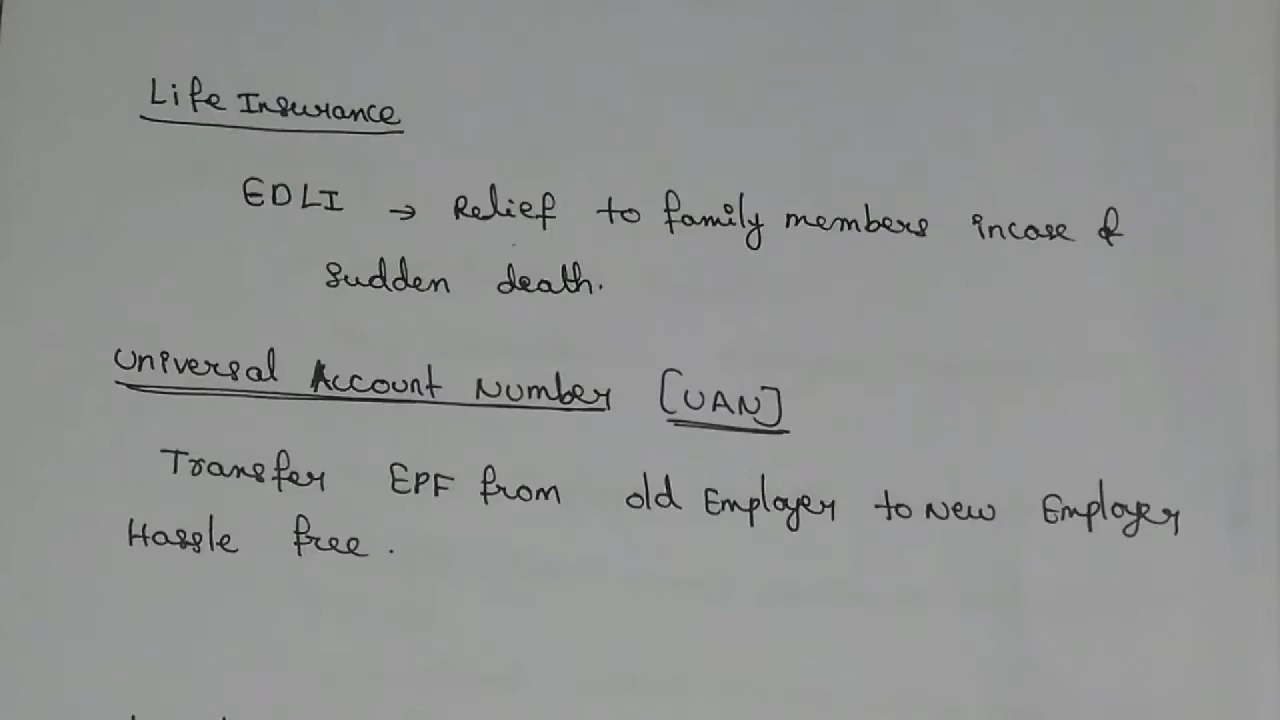 Life Insurance
EDLI → Relief to family members incase of
sudden death.
Universal Account Number [UAN]
Transfer EPF from old Employer to New Employer
Hassle free.